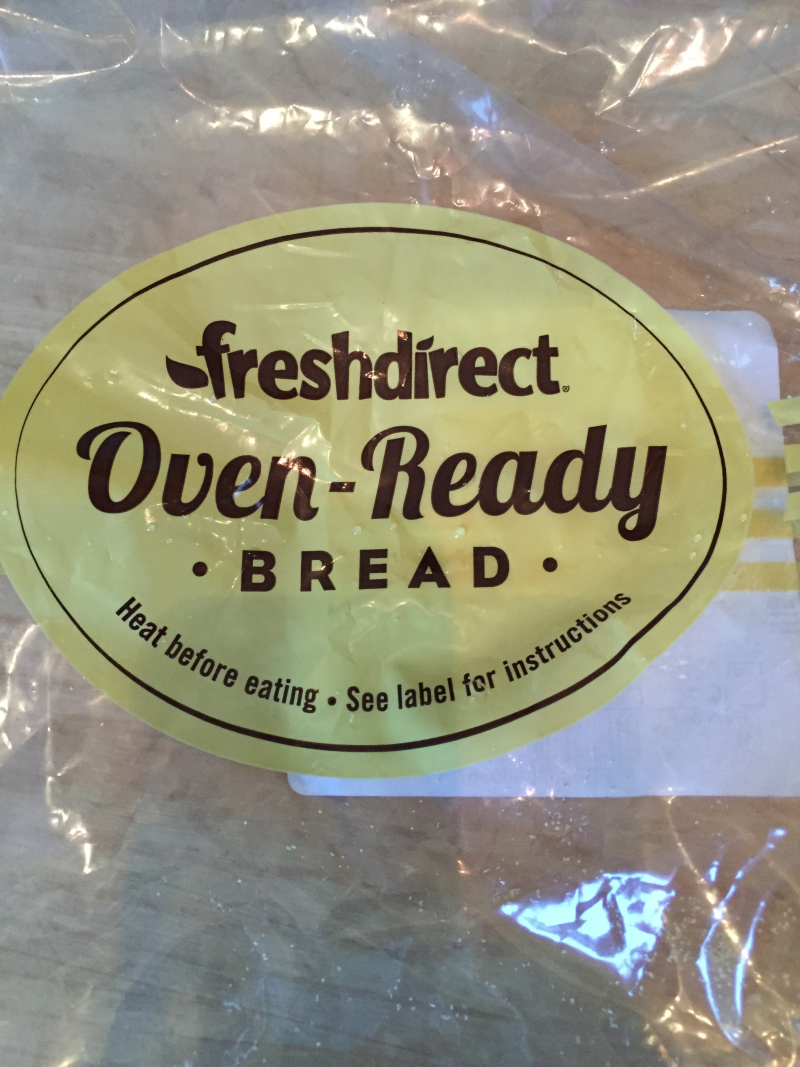 freshdirect®
Oven-Ready
• BREAD •
Heat before eating • See label for instructions